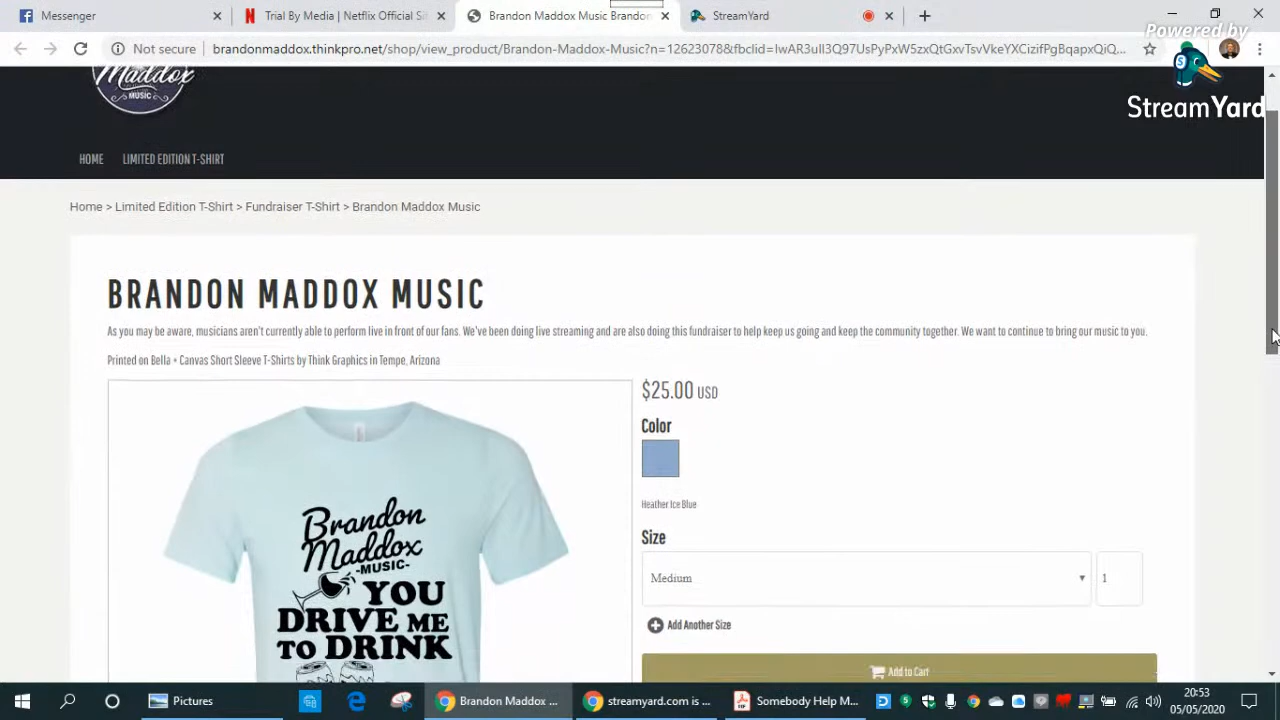 Messenger
Trial By Media | Netflix Official Si
Brandon Maddox Music Brandon
StreamYard
Not secure
brandonmaddox.thinkpro.net/shop/view_product/Brandon-Maddox-Music?n=12623078&fbclid=IwAR3ulI3Q97UsPyPxW5zxQtGxvTsvVkeYXCizifPgBqapxQiQ...
Powered by
StreamYard
Maddox
MUSIC
HOME
LIMITED EDITION T-SHIRT
Home > Limited Edition T-Shirt > Fundraiser T-Shirt > Brandon Maddox Music
BRANDON MADDOX MUSIC
As you may be aware, musicians aren't currently able to perform live in front of our fans. We've been doing live streaming and are also doing this fundraiser to help keep us going and keep the community together. We want to continue to bring our music to you.
Printed on Bella + Canvas Short Sleeve T-Shirts by Think Graphics in Tempe, Arizona
$25.00 USD
Color
Heather Ice Blue
Size
Medium
1
Add Another Size
Add to Cart
Brandon
Maddox
-MUSIC-
YOU
DRIVE ME
TO DRINK
Pictures
Brandon Maddox ...
streamyard.com is ...
Somebody Help M...
20:53
05/05/2020